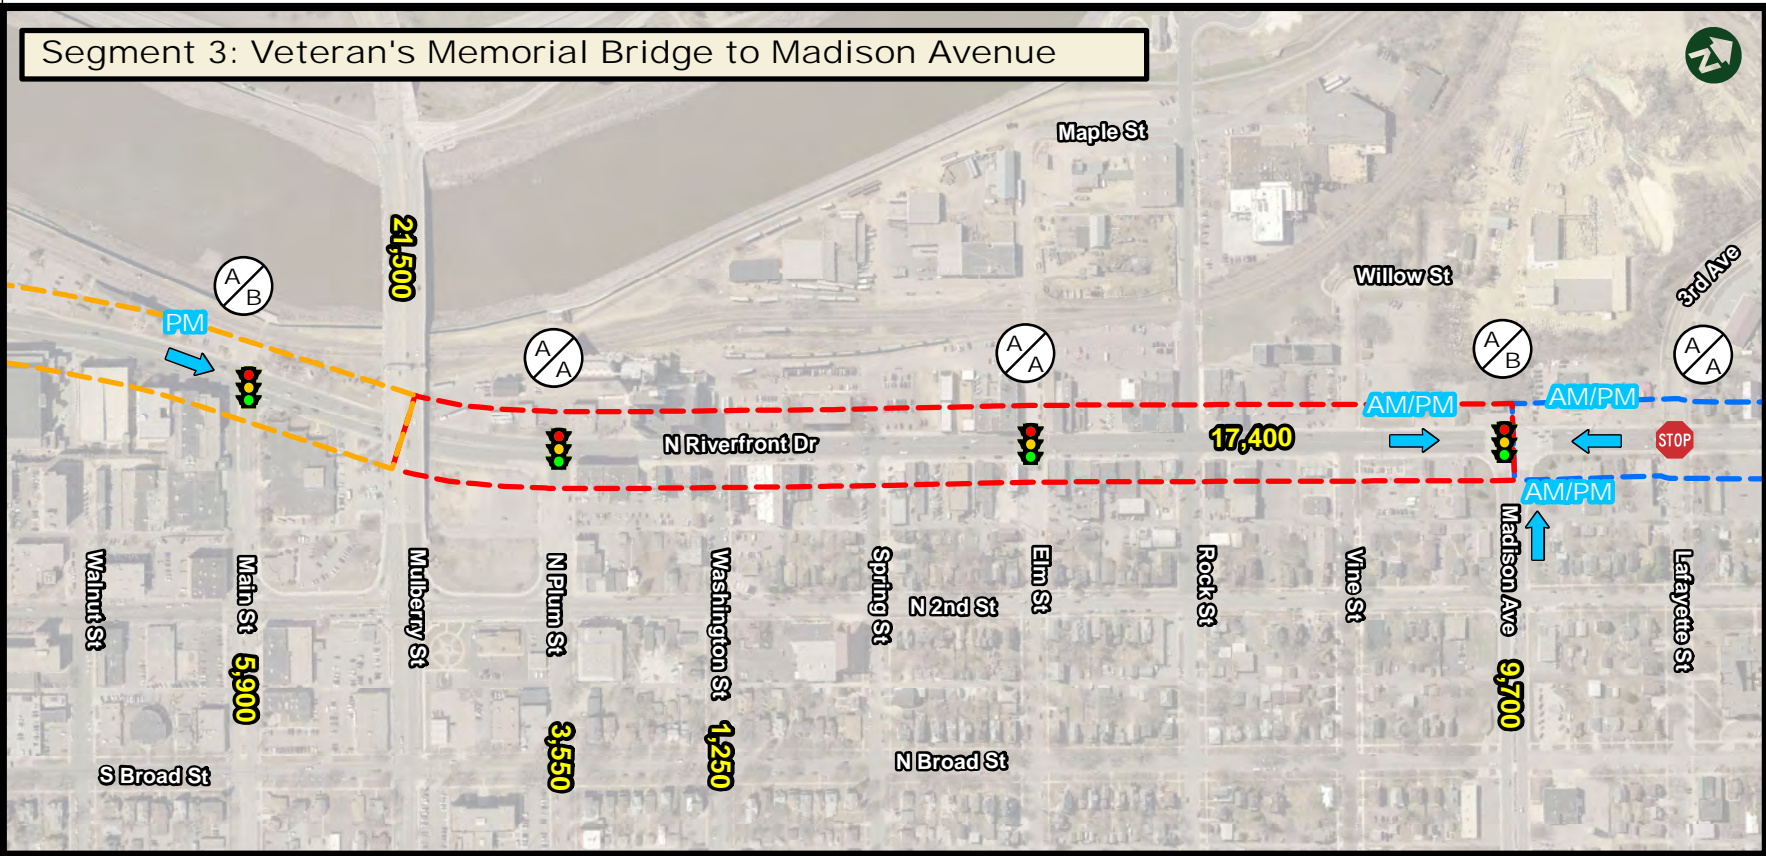 Segment 3: Veteran's Memorial Bridge to Madison Avenue
N
Maple St
21,500
Willow St
3rd Ave
A
B
PM
A
A
A
A
A
B
A
A
AM/PM
AM/PM
N Riverfront Dr
17,400
STOP
AM/PM
Walnut St
Main St
Mulberry St
N Plum St
Washington St
Spring St
Elm St
Rock St
Vine St
Madison Ave
Lafayette St
N 2nd St
5,900
3,550
1,250
9,700
S Broad St
N Broad St